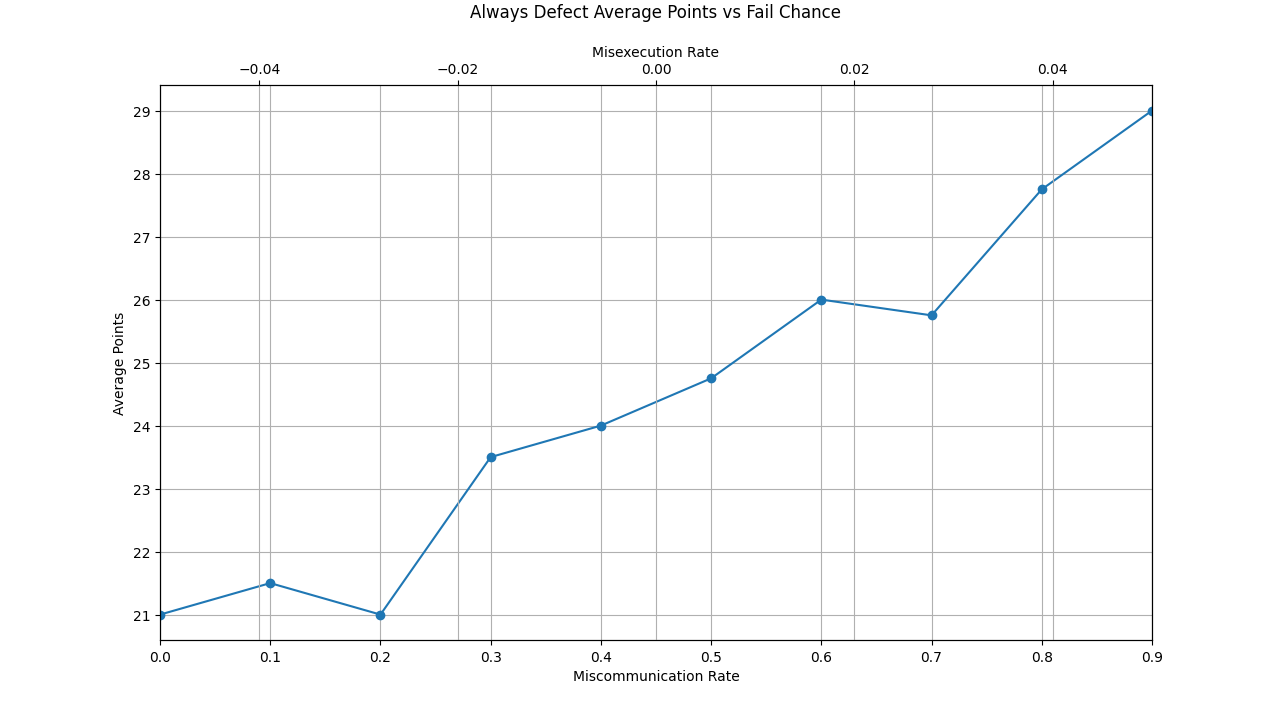 Always Defect Average Points vs Fail Chance
Misexecution Rate
−0.04 −0.02 0.00 0.02 0.04
Average Points
29
28
27
26
25
24
23
22
21
0.0 0.1 0.2 0.3 0.4 0.5 0.6 0.7 0.8 0.9
Miscommunication Rate